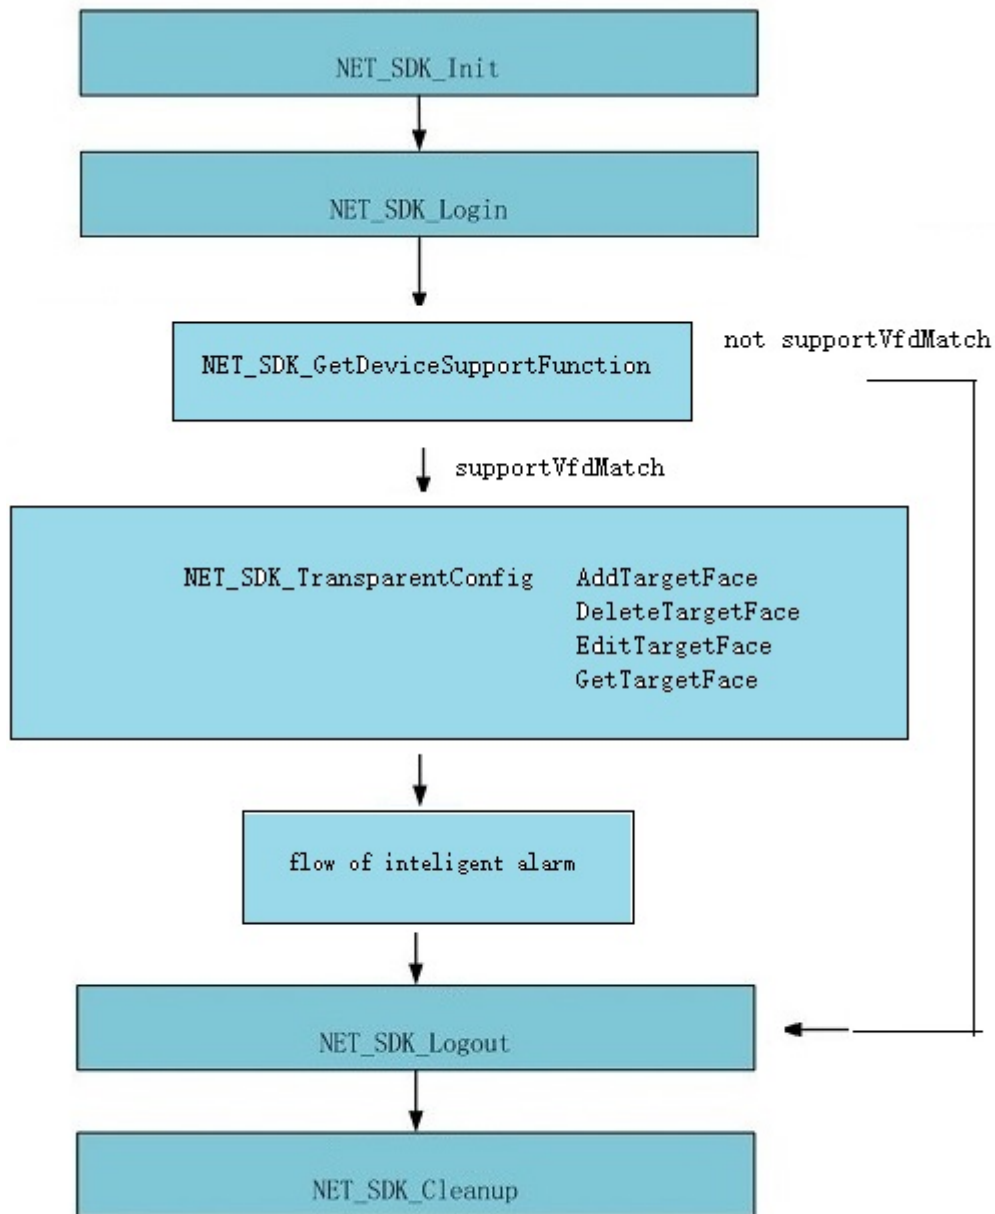 NET_SDK_Init
NET_SDK_Login
NET_SDK_GetDeviceSupportFunction
not supportVfdMatch
supportVfdMatch
NET_SDK_TransparentConfig AddTargetFace
DeleteTargetFace
EditTargetFace
GetTargetFace
flow of inteligent alarm
NET_SDK_Logout
NET_SDK_Cleanup